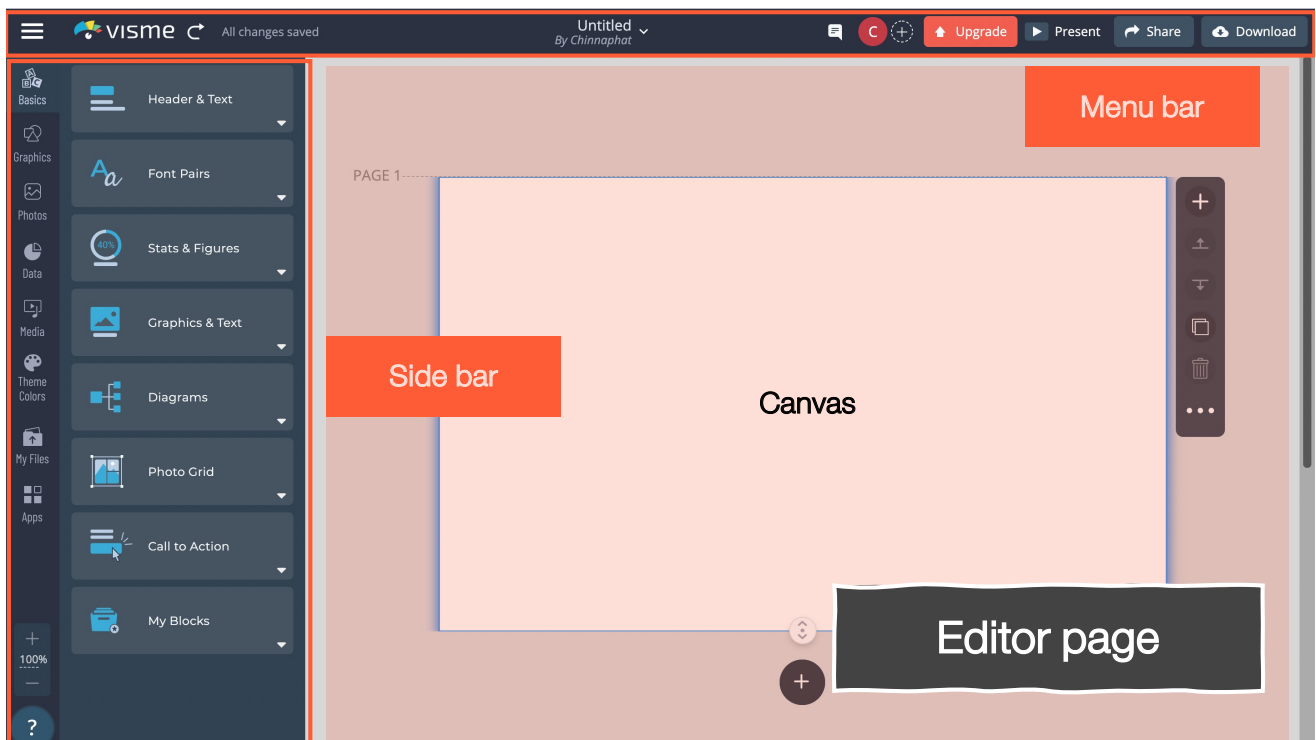 visme All changes saved Untitled C Upgrade Present Share Download
By Chinnaphat
Menu bar
A
B C
Basics
Graphics
Photos
Data
Media
Theme
Colors
My Files
Apps
100%
?
Header & Text
Aa Font Pairs
40% Stats & Figures
Graphics & Text
Diagrams
Photo Grid
Call to Action
My Blocks
PAGE 1
Side bar
Canvas
Editor page